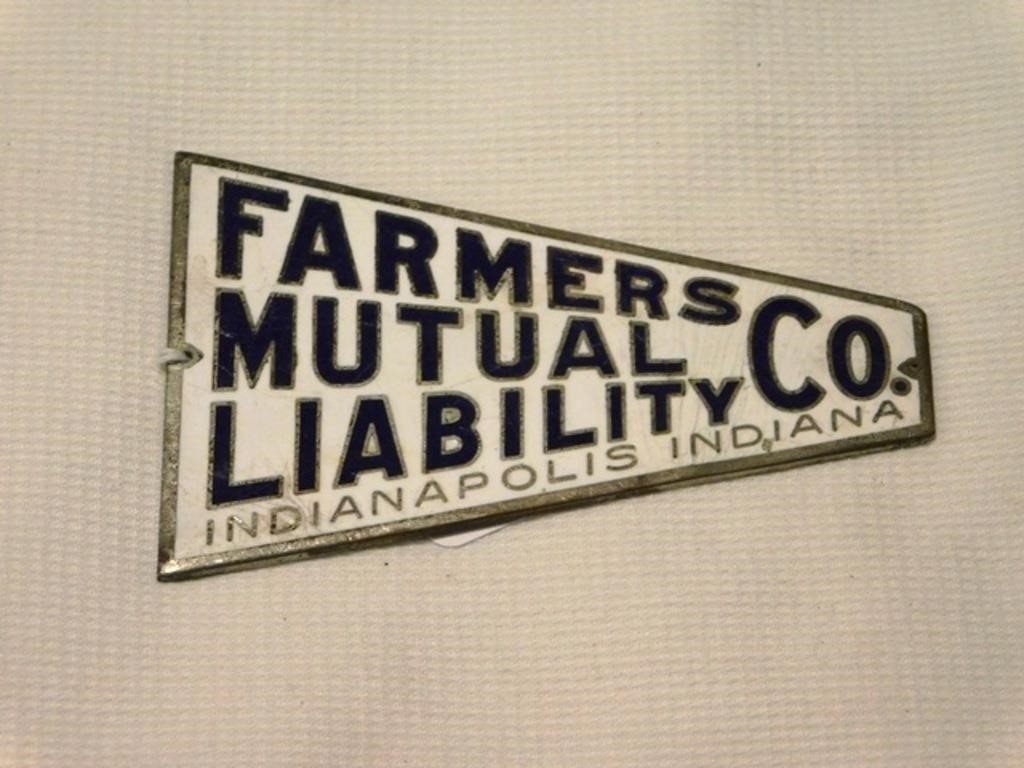 FARMERS
MUTUAL
LIABILITY CO.
INDIANAPOLIS INDIANA